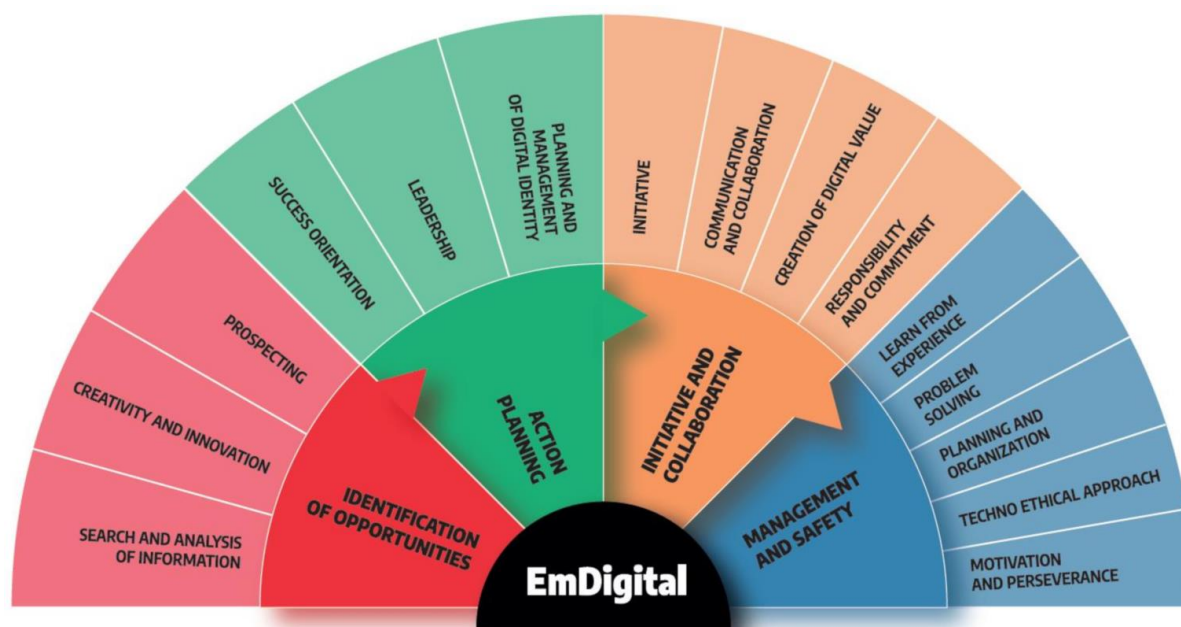 SEARCH AND ANALYSIS
OF INFORMATION
CREATIVITY AND INNOVATION
PROSPECTING
SUCCESS ORIENTATION
LEADERSHIP
PLANNING AND
MANAGEMENT
OF DIGITAL IDENTITY
INITIATIVE
COMMUNICATION
AND COLLABORATION
CREATION OF DIGITAL VALUE
RESPONSIBILITY
AND COMMITMENT
LEARN FROM
EXPERIENCE
PROBLEM
SOLVING
PLANNING AND
ORGANIZATION
TECHNO ETHICAL APPROACH
MOTIVATION
AND PERSEVERANCE
IDENTIFICATION
OF OPPORTUNITIES
ACTION
PLANNING
INITIATIVE AND
COLLABORATION
MANAGEMENT
AND SAFETY
EmDigital